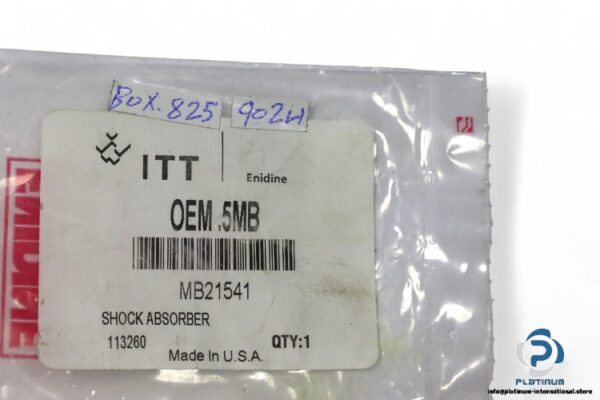 BOX.825 902H
ITT Enidine
OEM .5MB
MB21541
SHOCK ABSORBER
113260 QTY:1
Made In U.S.A.
ENIDINE
PLATINUM
info@platinum-international.store